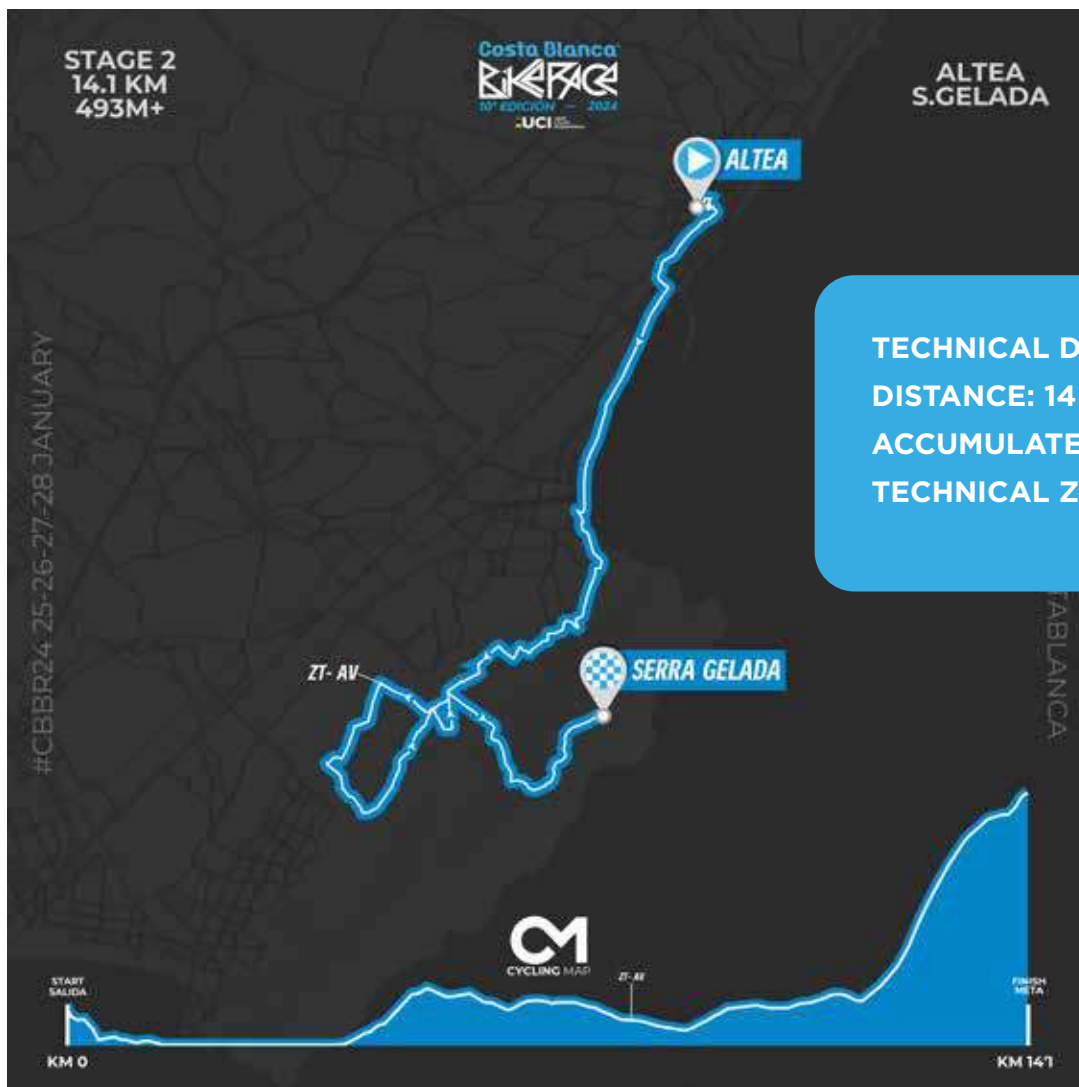 STAGE 2
14.1 KM
493M+
Costa Blanca
BIKERACE
10ª EDICIÓN — 2024
UCI
ALTEA
S.GELADA
ALTEA
TECHNICAL D
DISTANCE: 14
ACCUMULATE
TECHNICAL Z
#CBBR24 25-26-27-28 JANUARY
TABLANCA
ZT- AV
SERRA GELADA
CM
CYCLING MAP
START
SALIDA
ZT- AV
FINISH
META
KM 0
KM 14'1